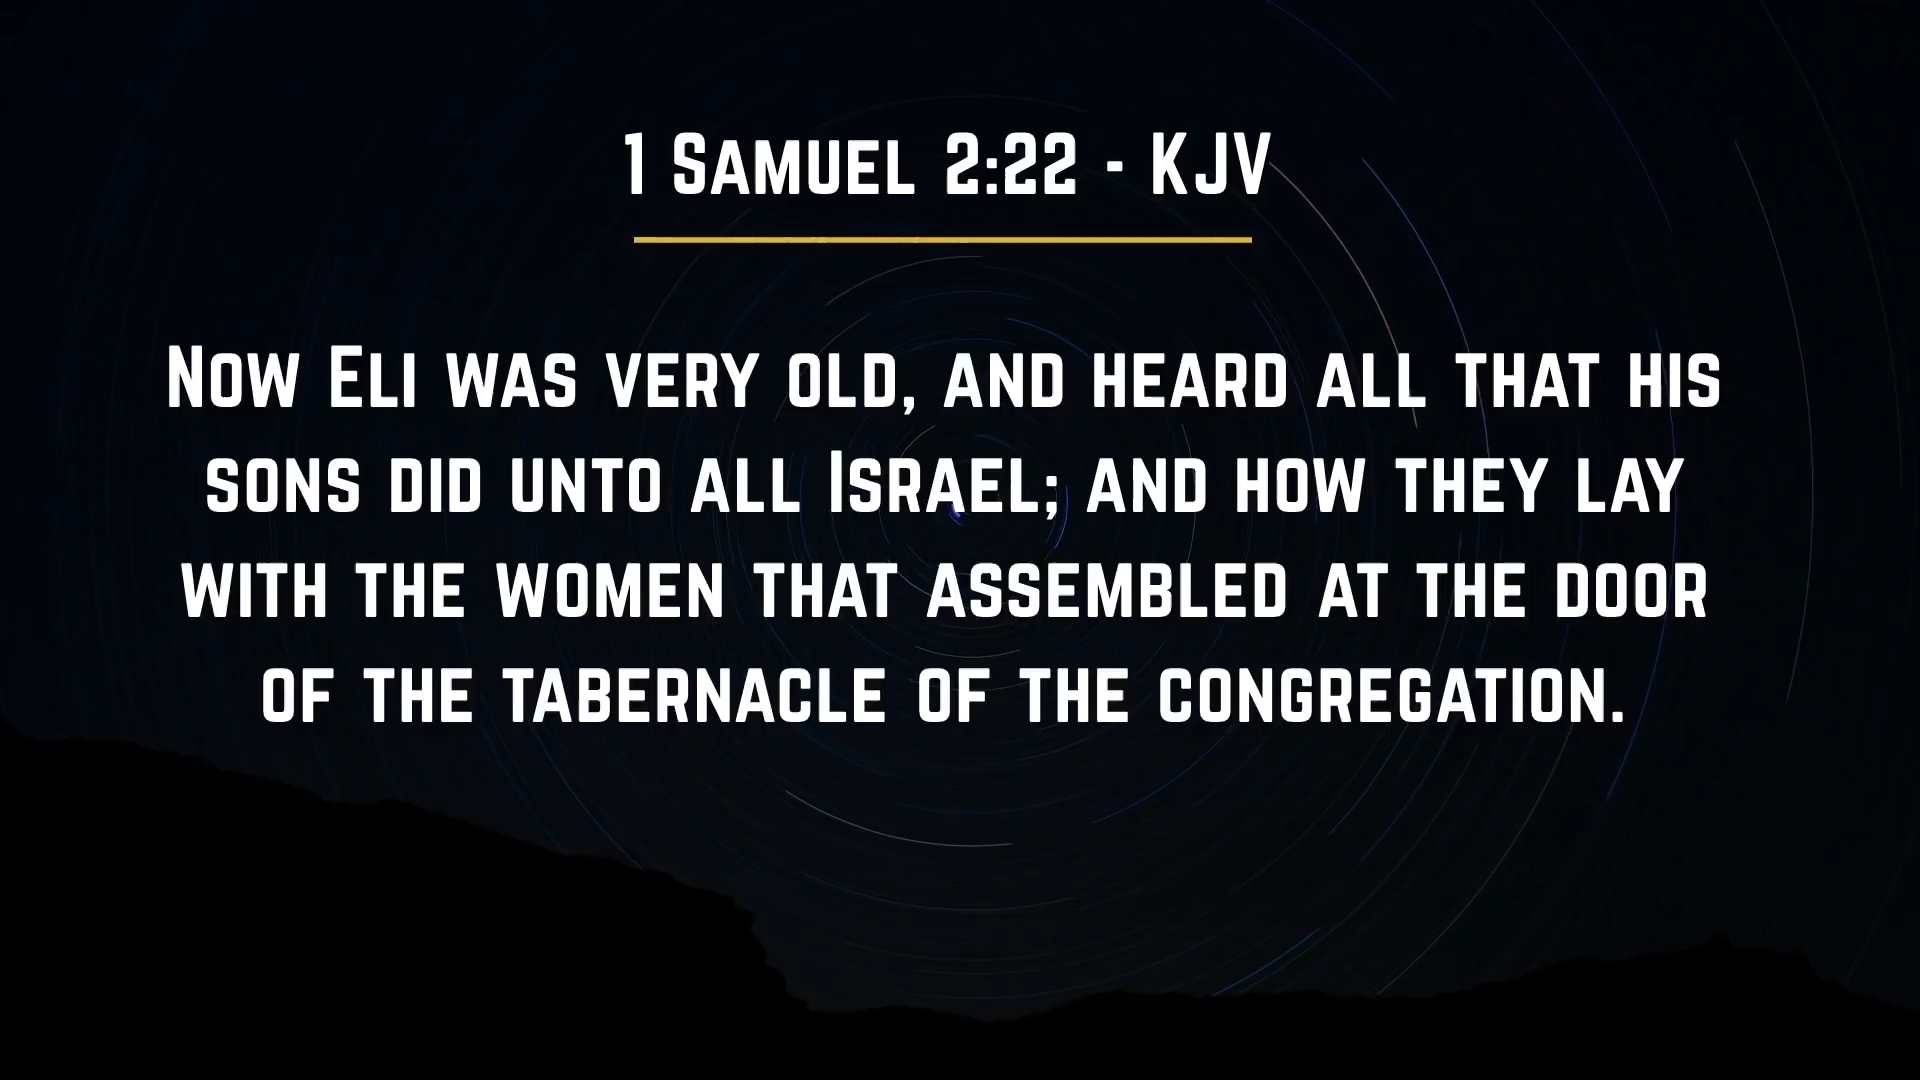 1 Samuel 2:22 - KJV
Now Eli was very old, and heard all that his
sons did unto all Israel; and how they lay
with the women that assembled at the door
of the tabernacle of the congregation.